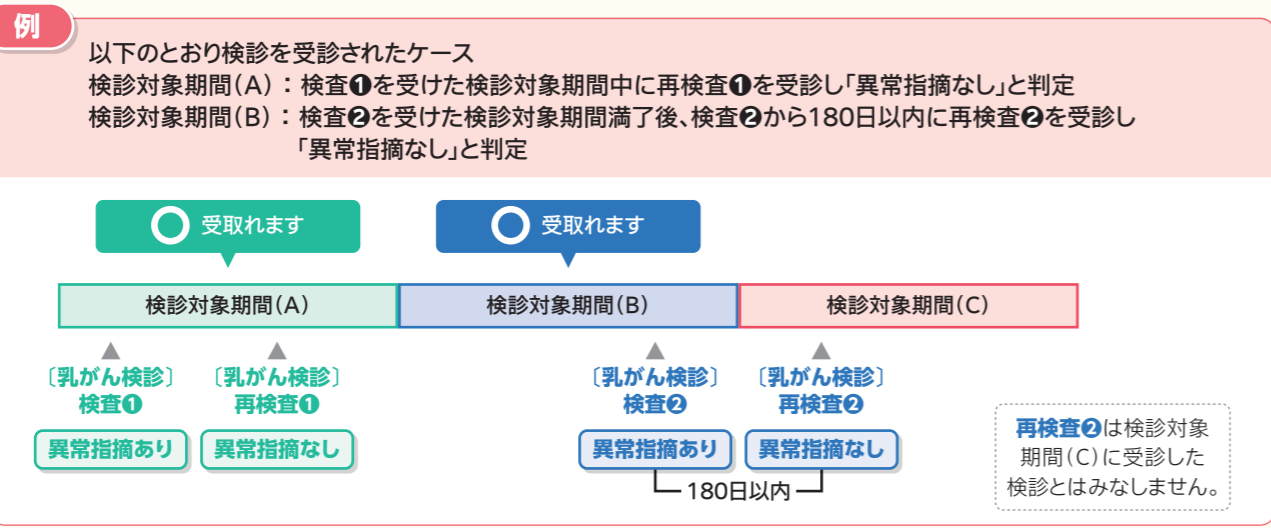 例
以下のとおり検診を受診されたケース
検診対象期間(A)：検査❶を受けた検診対象期間中に再検査❶を受診し「異常指摘なし」と判定
検診対象期間(B)：検査❷を受けた検診対象期間満了後、検査❷から180日以内に再検査❷を受診し
「異常指摘なし」と判定
○ 受取れます
○ 受取れます
検診対象期間(A)
検診対象期間(B)
検診対象期間(C)
〔乳がん検診〕
検査❶
異常指摘あり
〔乳がん検診〕
再検査❶
異常指摘なし
〔乳がん検診〕
検査❷
異常指摘あり
〔乳がん検診〕
再検査❷
異常指摘なし
180日以内
再検査❷は検診対象
期間(C)に受診した
検診とはみなしません。